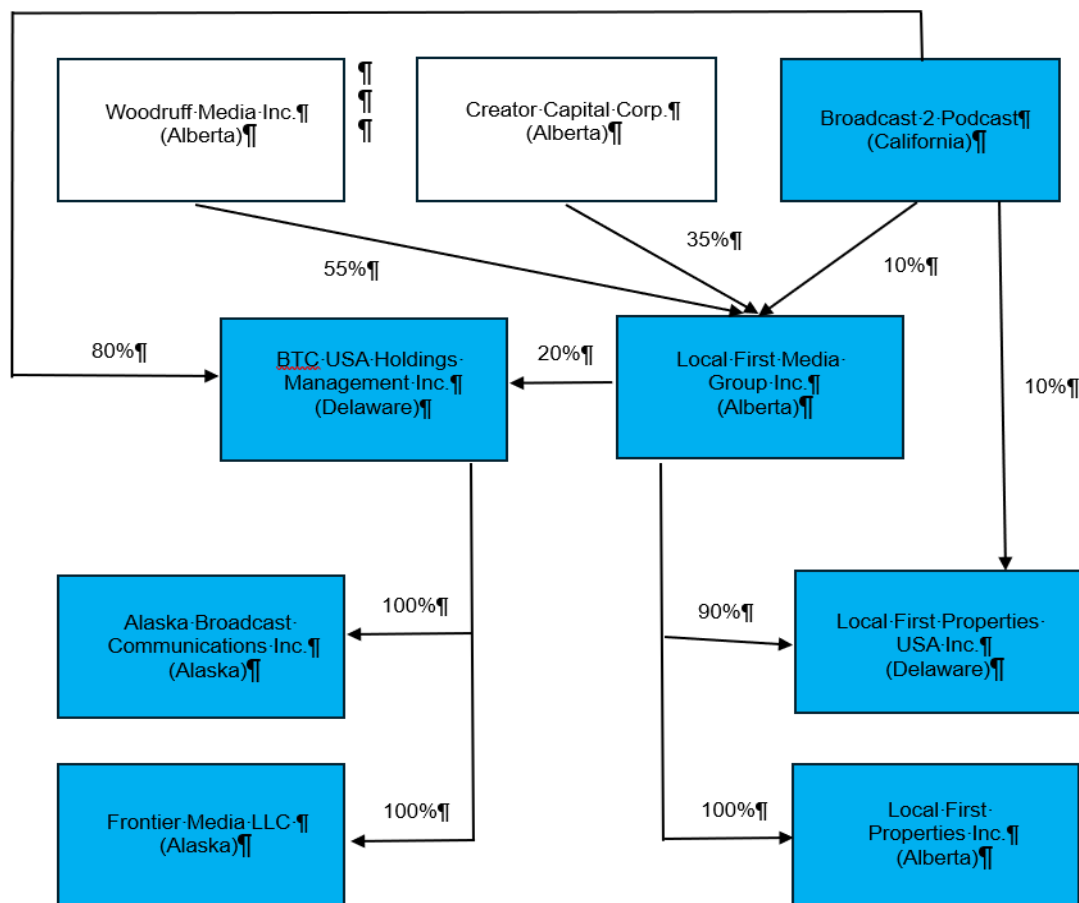 Woodruff·Media·Inc.¶
(Alberta)¶
¶
¶
¶
Creator·Capital·Corp.¶
(Alberta)¶
Broadcast·2·Podcast¶
(California)¶
55%¶
35%¶
10%¶
80%¶
BTC·USA·Holdings·
Management·Inc.¶
(Delaware)¶
20%¶
Local·First·Media·
Group·Inc.¶
(Alberta)¶
10%¶
Alaska·Broadcast·
Communications·Inc.¶
(Alaska)¶
100%¶
90%¶
Local·First·Properties·
USA·Inc.¶
(Delaware)¶
Frontier·Media·LLC·¶
(Alaska)¶
100%¶
100%¶
Local·First·
Properties·Inc.¶
(Alberta)¶